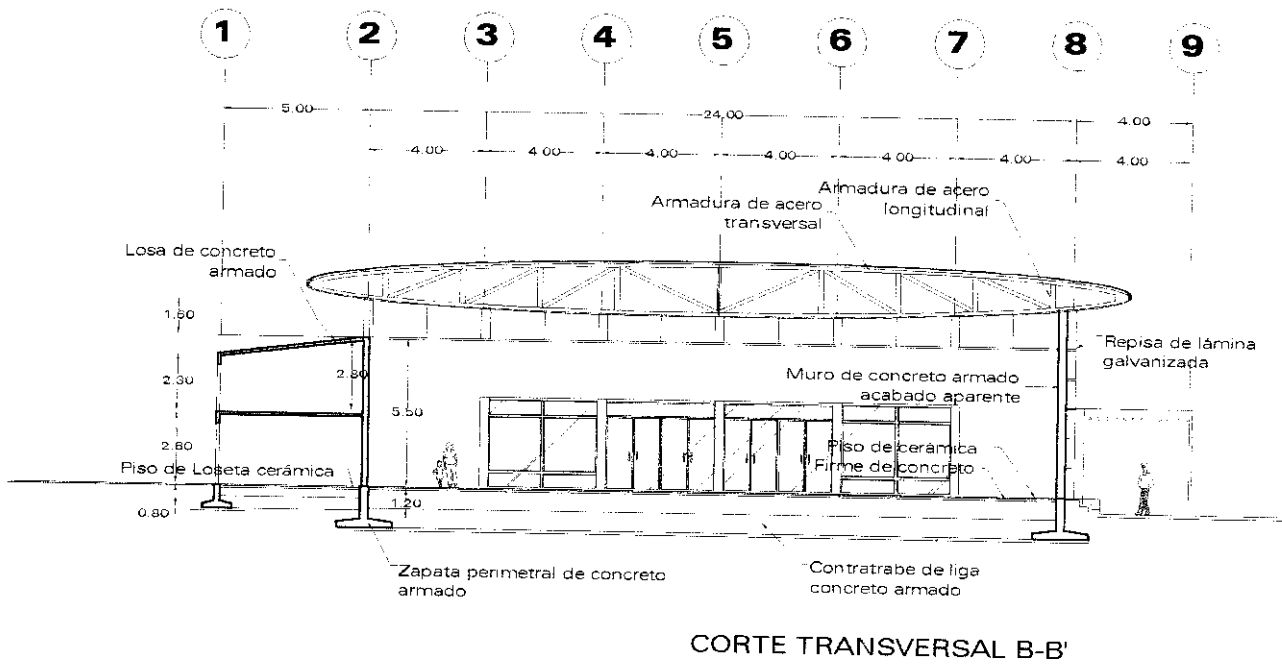 1 2 3 4 5 6 7 8 9
5.00 24.00 4.00
4.00 4.00 4.00 4.00 4.00 4.00 4.00
Armadura de acero
longitudinal
Armadura de acero
transversal
Losa de concreto
armado
1.60
Repisa de lámina
galvanizada
2.80
2.30
Muro de concreto armado
acabado aparente
5.50
2.60
Piso de cerámica
Piso de Loseta cerámica
Firme de concreto
1.20
0.80
Zapata perimetral de concreto
armado
Contratrabe de liga
concreto armado
CORTE TRANSVERSAL B-B'